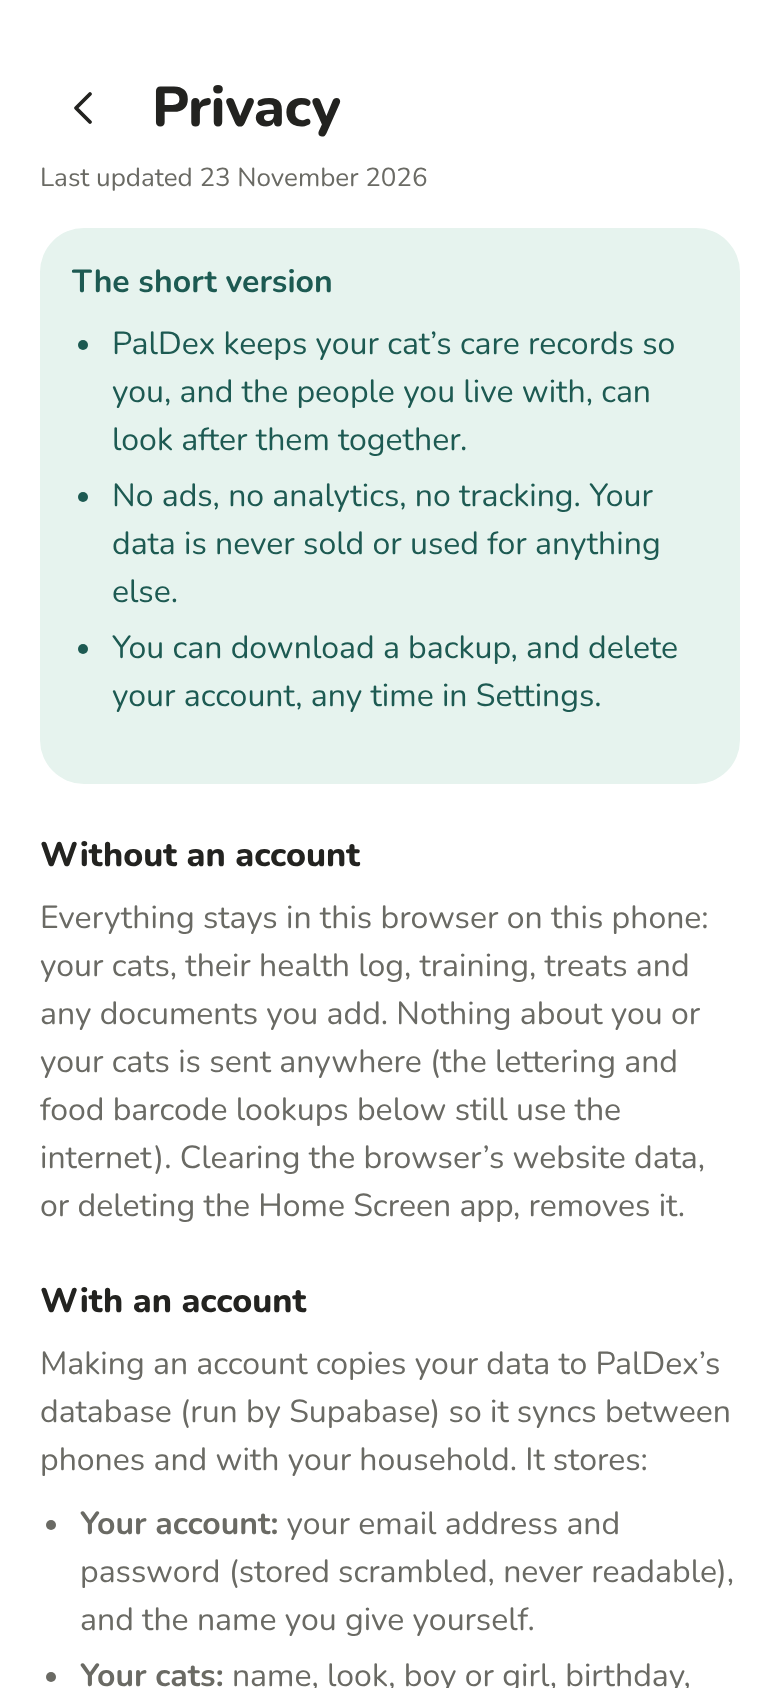 Privacy
Last updated 23 November 2026
The short version
• PalDex keeps your cat’s care records so
you, and the people you live with, can
look after them together.
• No ads, no analytics, no tracking. Your
data is never sold or used for anything
else.
• You can download a backup, and delete
your account, any time in Settings.
Without an account
Everything stays in this browser on this phone:
your cats, their health log, training, treats and
any documents you add. Nothing about you or
your cats is sent anywhere (the lettering and
food barcode lookups below still use the
internet). Clearing the browser’s website data,
or deleting the Home Screen app, removes it.
With an account
Making an account copies your data to PalDex’s
database (run by Supabase) so it syncs between
phones and with your household. It stores:
• Your account: your email address and
password (stored scrambled, never readable),
and the name you give yourself.
• Your cats: name, look, boy or girl, birthday,